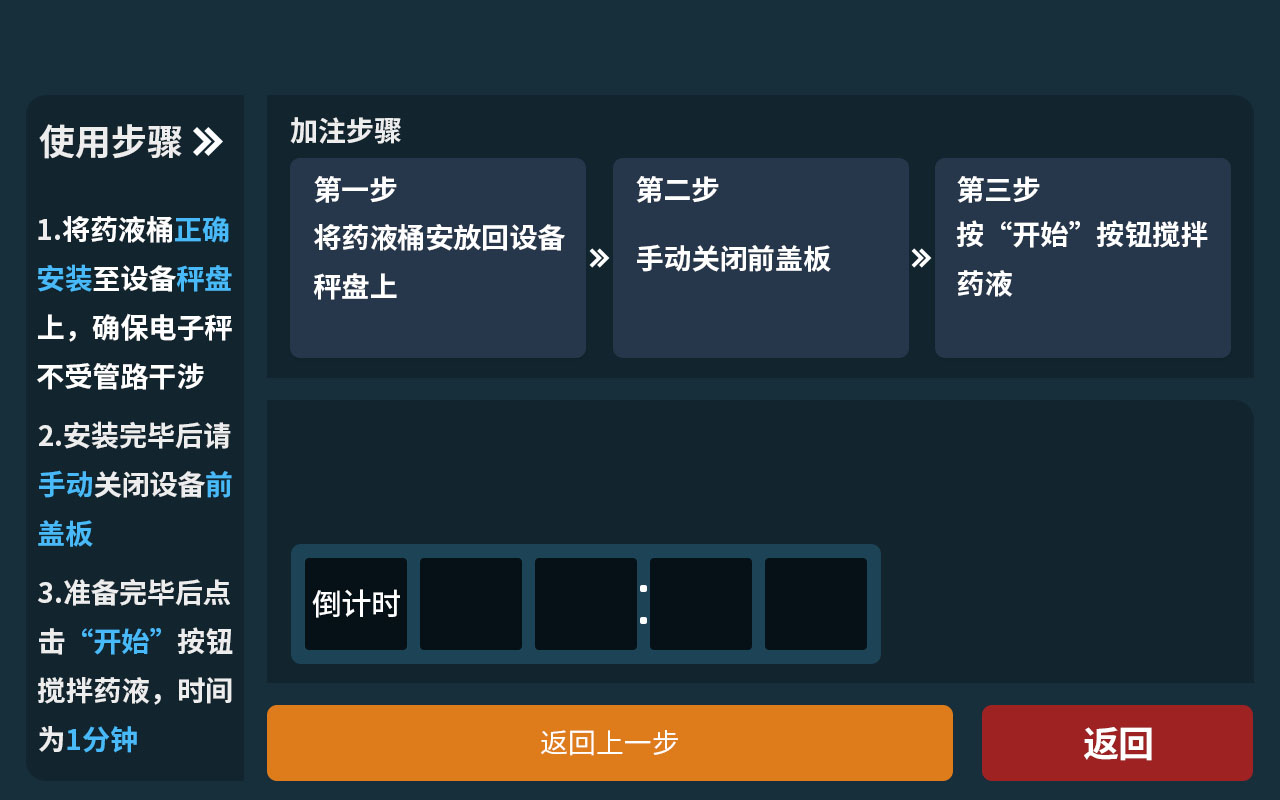 使用步骤
1.将药液桶正确
安装至设备秤盘
上，确保电子秤
不受管路干涉
2.安装完毕后请
手动关闭设备前
盖板
3.准备完毕后点
击“开始”按钮
搅拌药液，时间
为1分钟
加注步骤
第一步
将药液桶安放回设备
秤盘上
第二步
手动关闭前盖板
第三步
按“开始”按钮搅拌
药液
倒计时
:
返回上一步
返回